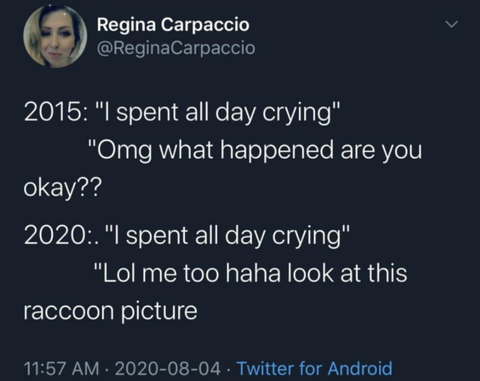 Regina Carpaccio
@ReginaCarpaccio
2015: "I spent all day crying"
"Omg what happened are you
okay??
2020:. "I spent all day crying"
"Lol me too haha look at this
raccoon picture
11:57 AM · 2020-08-04 · Twitter for Android